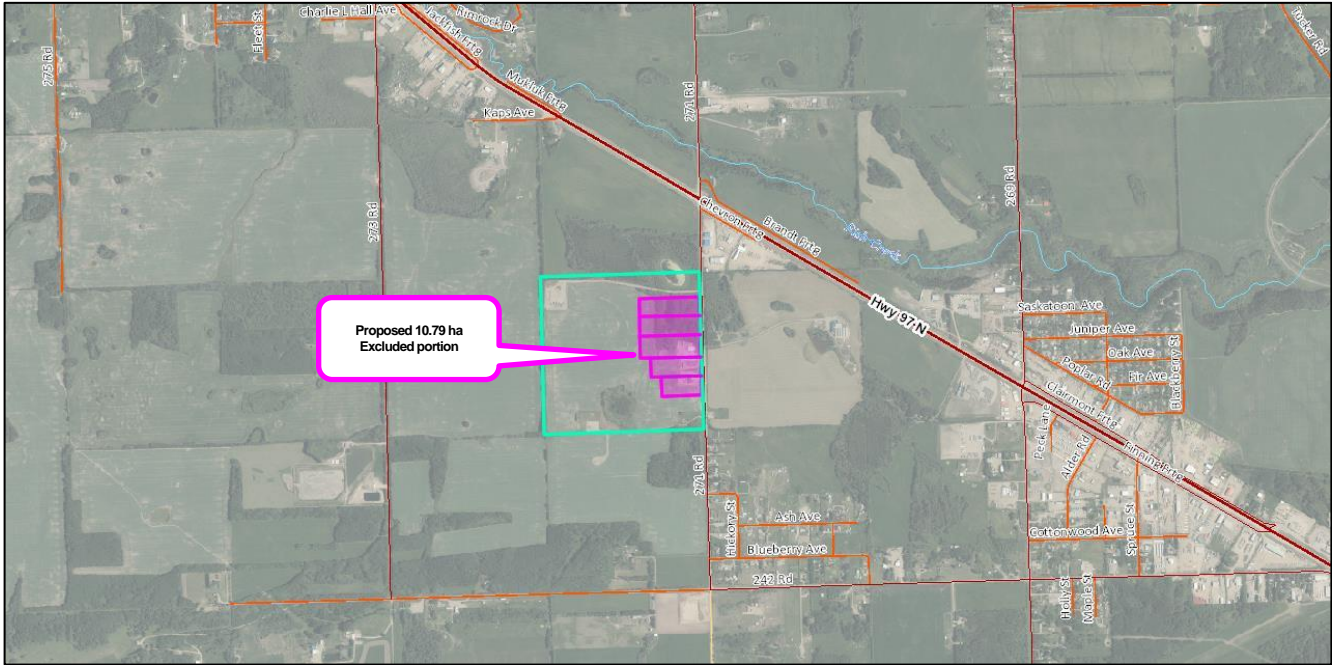 Charlie L Hall Ave
Fleet St
275 Rd
Jackfish Frtg
Rimrock Dr
Mukluk Frtg
Kaps Ave
271 Rd
Tucker Rd
273 Rd
269 Rd
Chevron Frtg
Brandt Frtg
Hwy 97 N
Proposed 10.79 ha
Excluded portion
Saskatoon Ave
Juniper Ave
Oak Ave
Fir Ave
Poplar Rd
Blackberry St
Clairmont Frtg
Finning Frtg
Peck Lane
Alder Rd
Spruce St
Cottonwood Ave
271 Rd
Hickory St
Ash Ave
Blueberry Ave
242 Rd
Holly St
Maple St